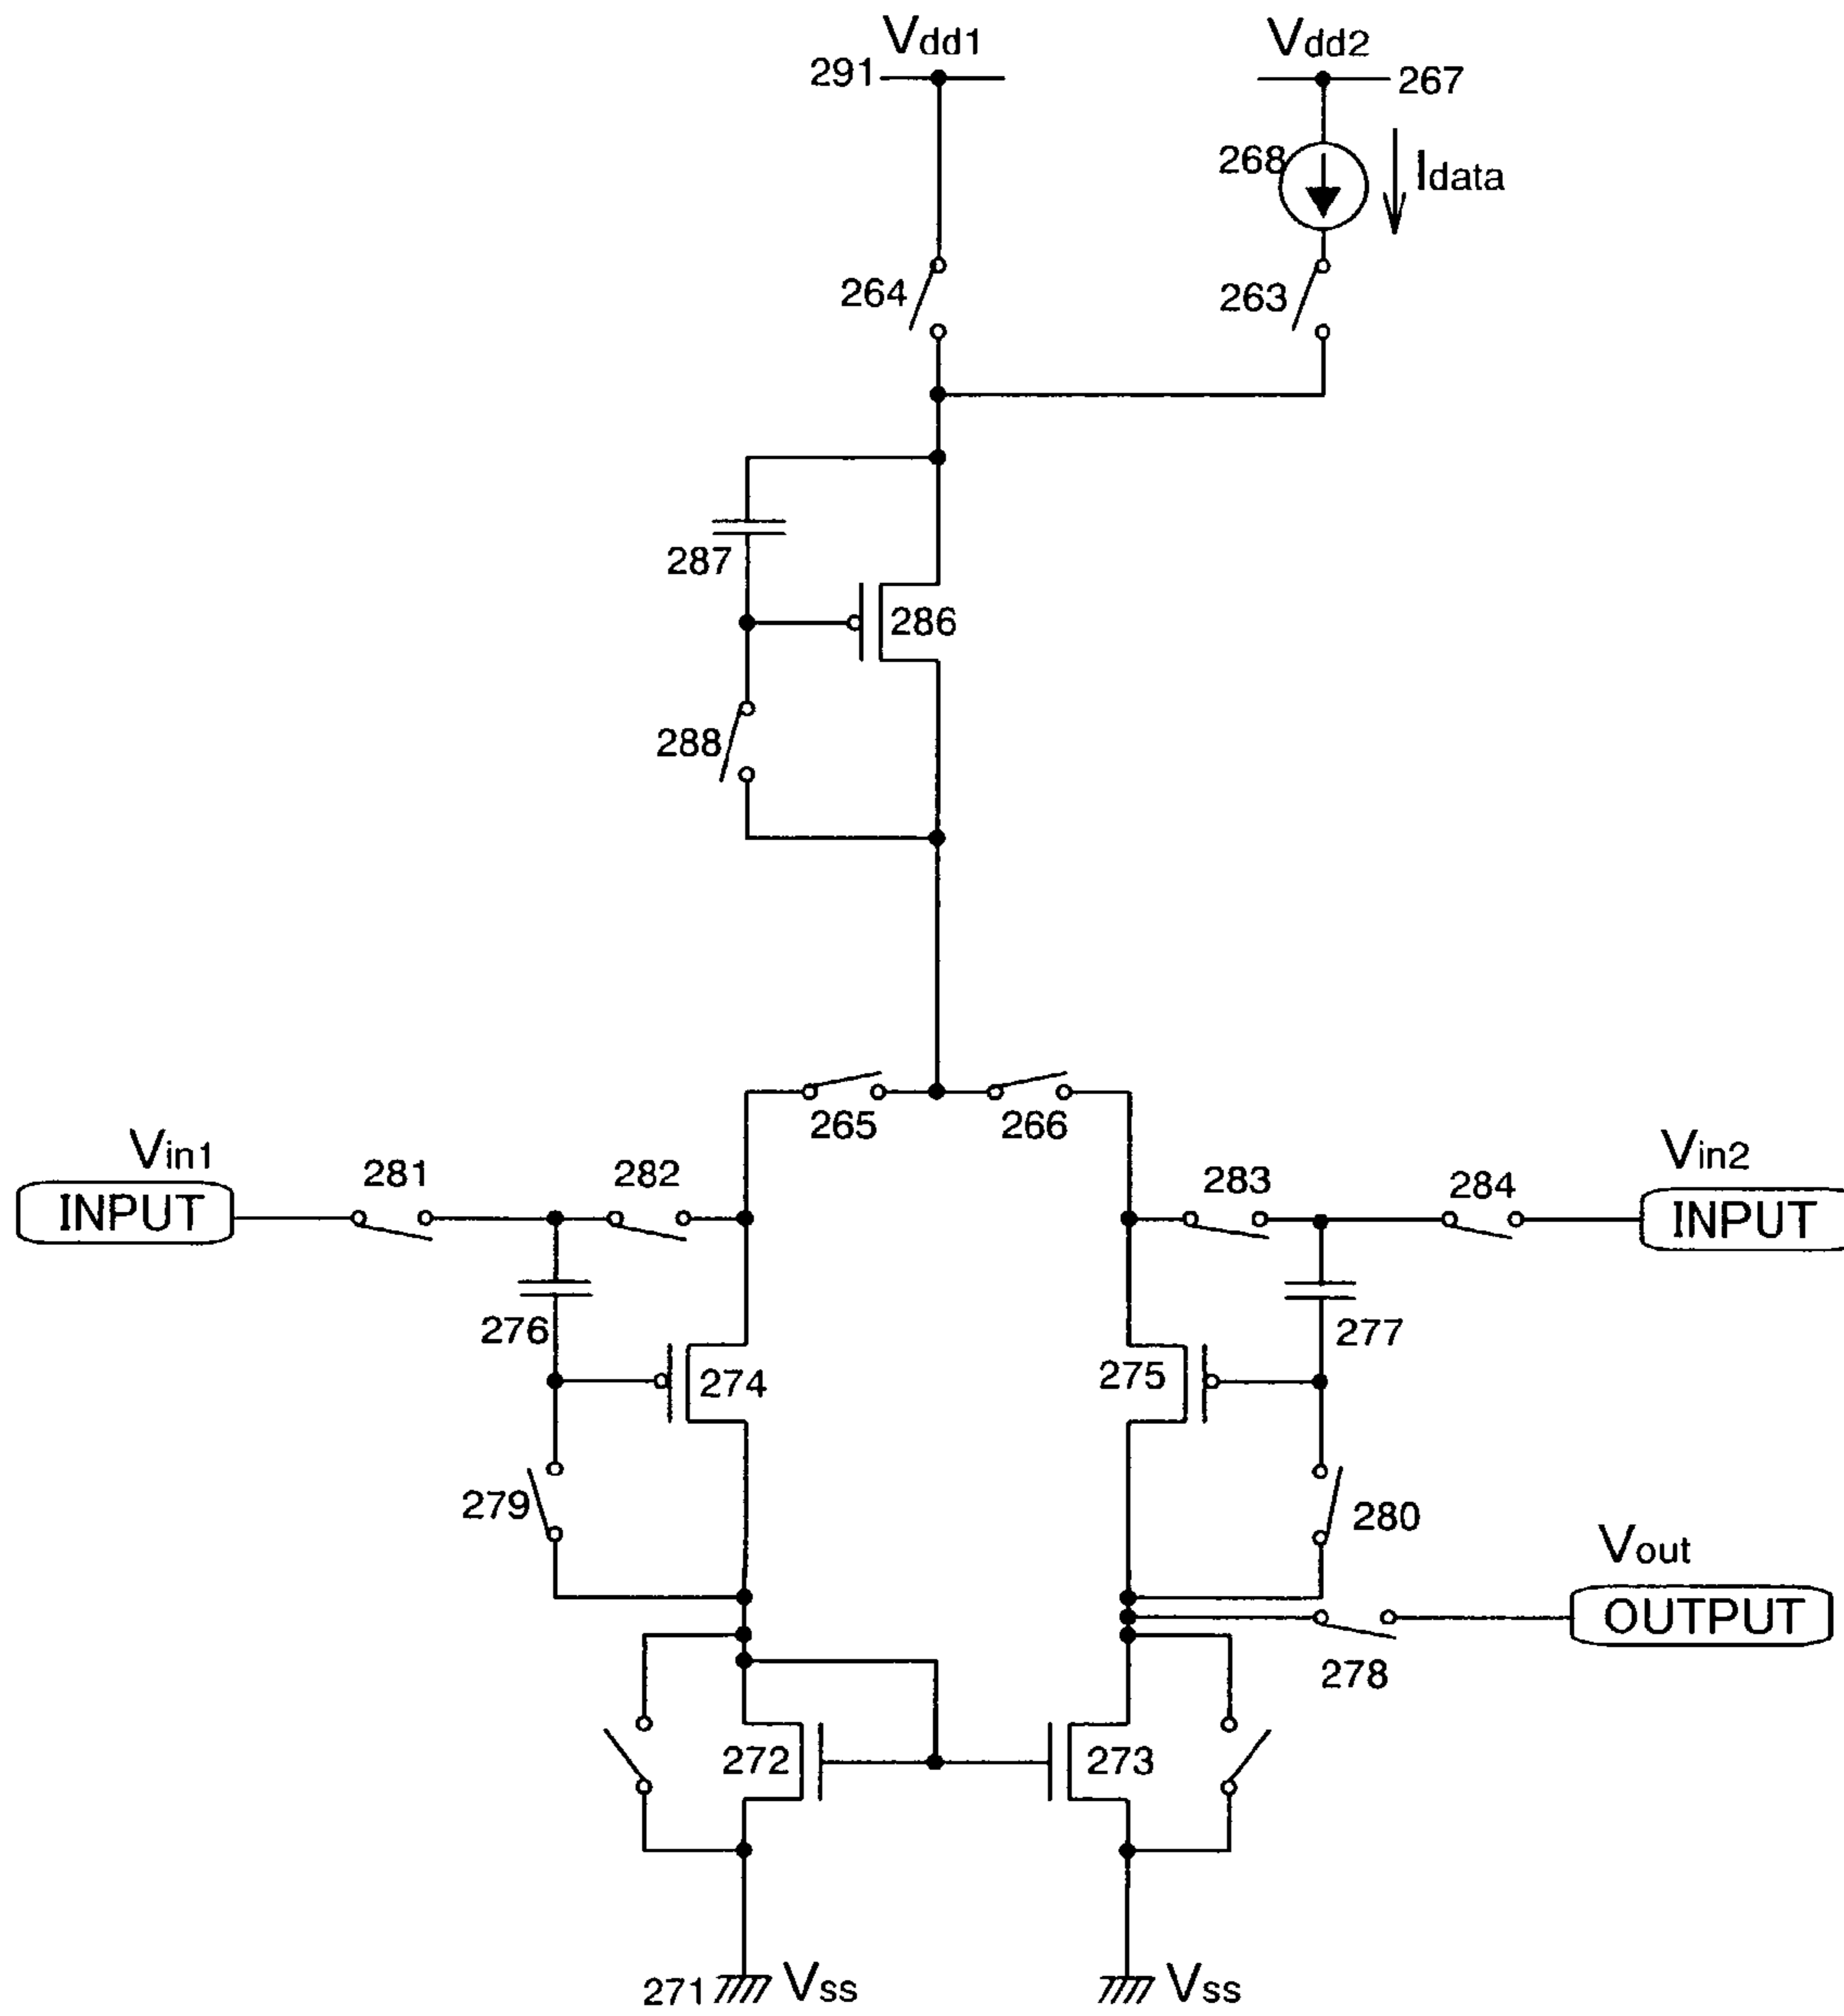 Vdd1
Vdd2
291
267
268
Idata
264
263
287
286
288
265
266
Vin1
Vin2
281
282
283
284
INPUT
INPUT
276
277
274
275
279
280
Vout
OUTPUT
278
272
273
271
Vss
Vss